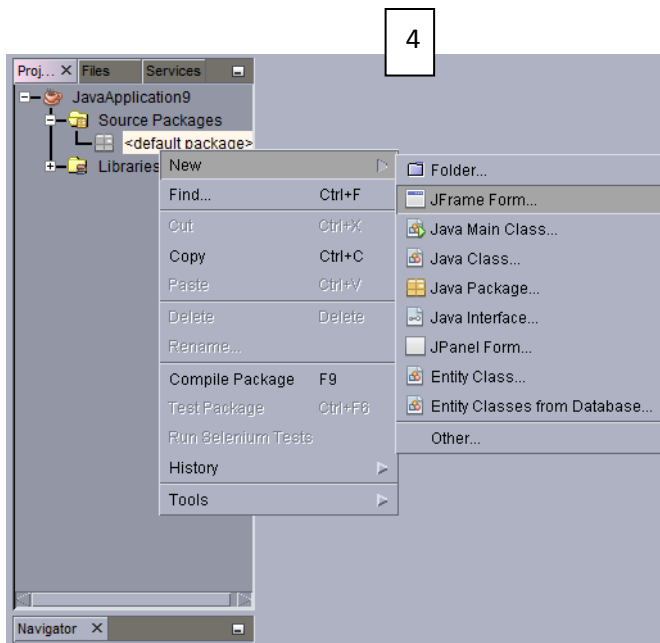 4
Proj... X Files Services
JavaApplication9
Source Packages
<default package>
Libraries
New
Find... Ctrl+F
Cut Ctrl+X
Copy Ctrl+C
Paste Ctrl+V
Delete Delete
Rename...
Compile Package F9
Test Package Ctrl+F6
Run Selenium Tests
History
Tools
Folder...
JFrame Form...
Java Main Class...
Java Class...
Java Package...
Java Interface...
JPanel Form...
Entity Class...
Entity Classes from Database...
Other...
Navigator X